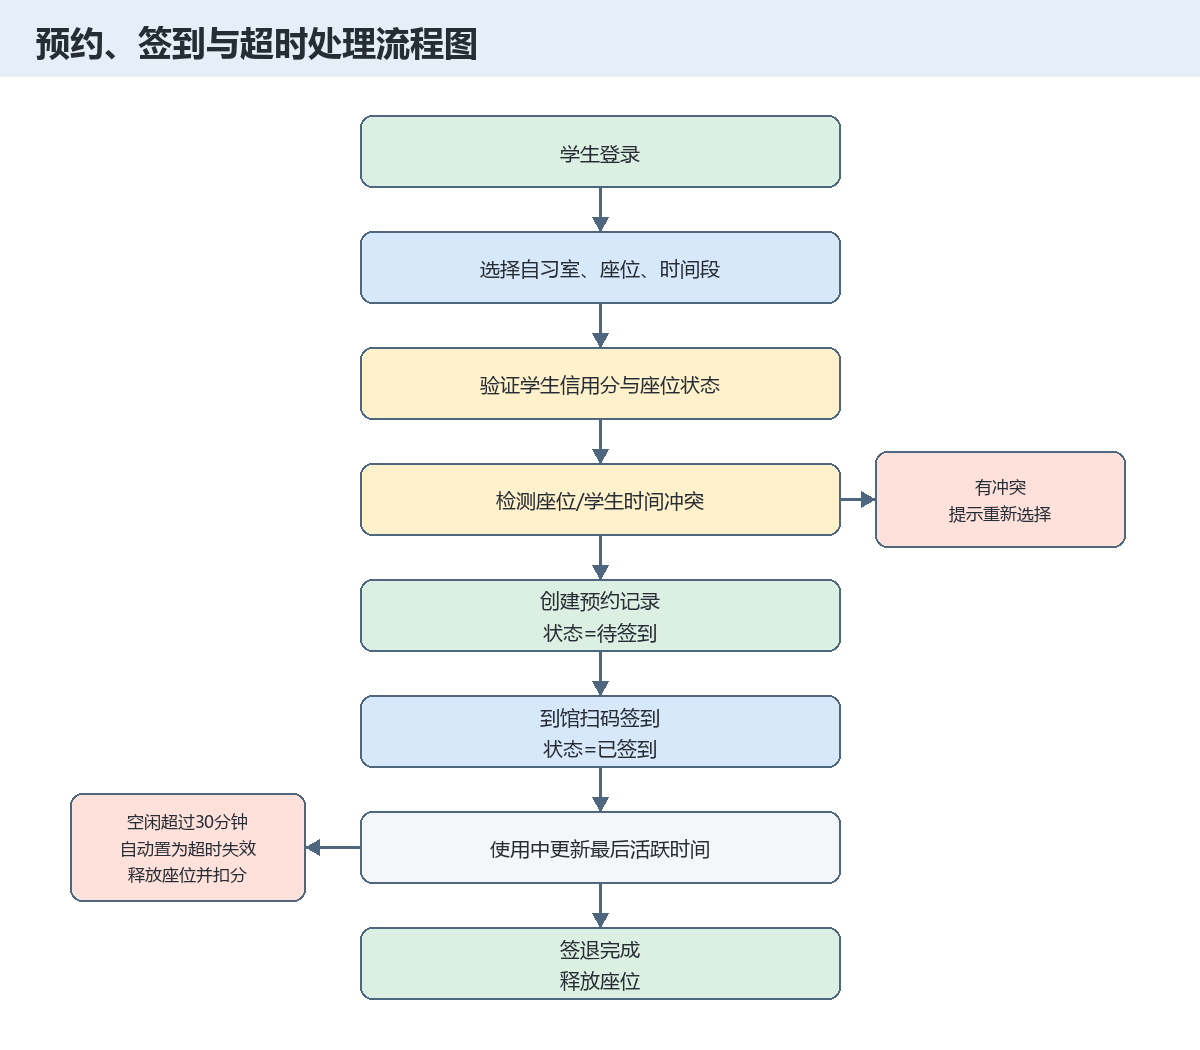 预约、签到与超时处理流程图
学生登录
选择自习室、座位、时间段
验证学生信用分与座位状态
检测座位/学生时间冲突
有冲突
提示重新选择
创建预约记录
状态=待签到
到馆扫码签到
状态=已签到
空闲超过30分钟
自动置为超时失效
释放座位并扣分
使用中更新最后活跃时间
签退完成
释放座位